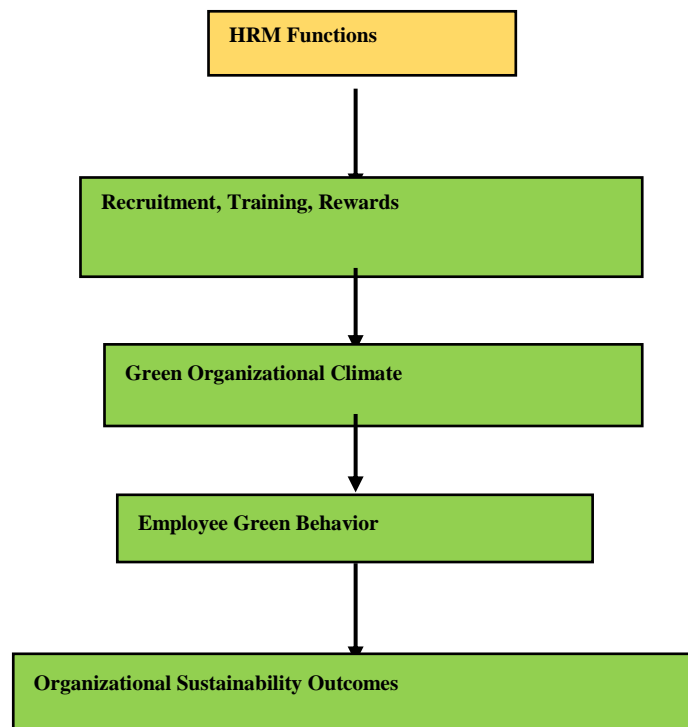 HRM Functions
Recruitment, Training, Rewards
Green Organizational Climate
Employee Green Behavior
Organizational Sustainability Outcomes